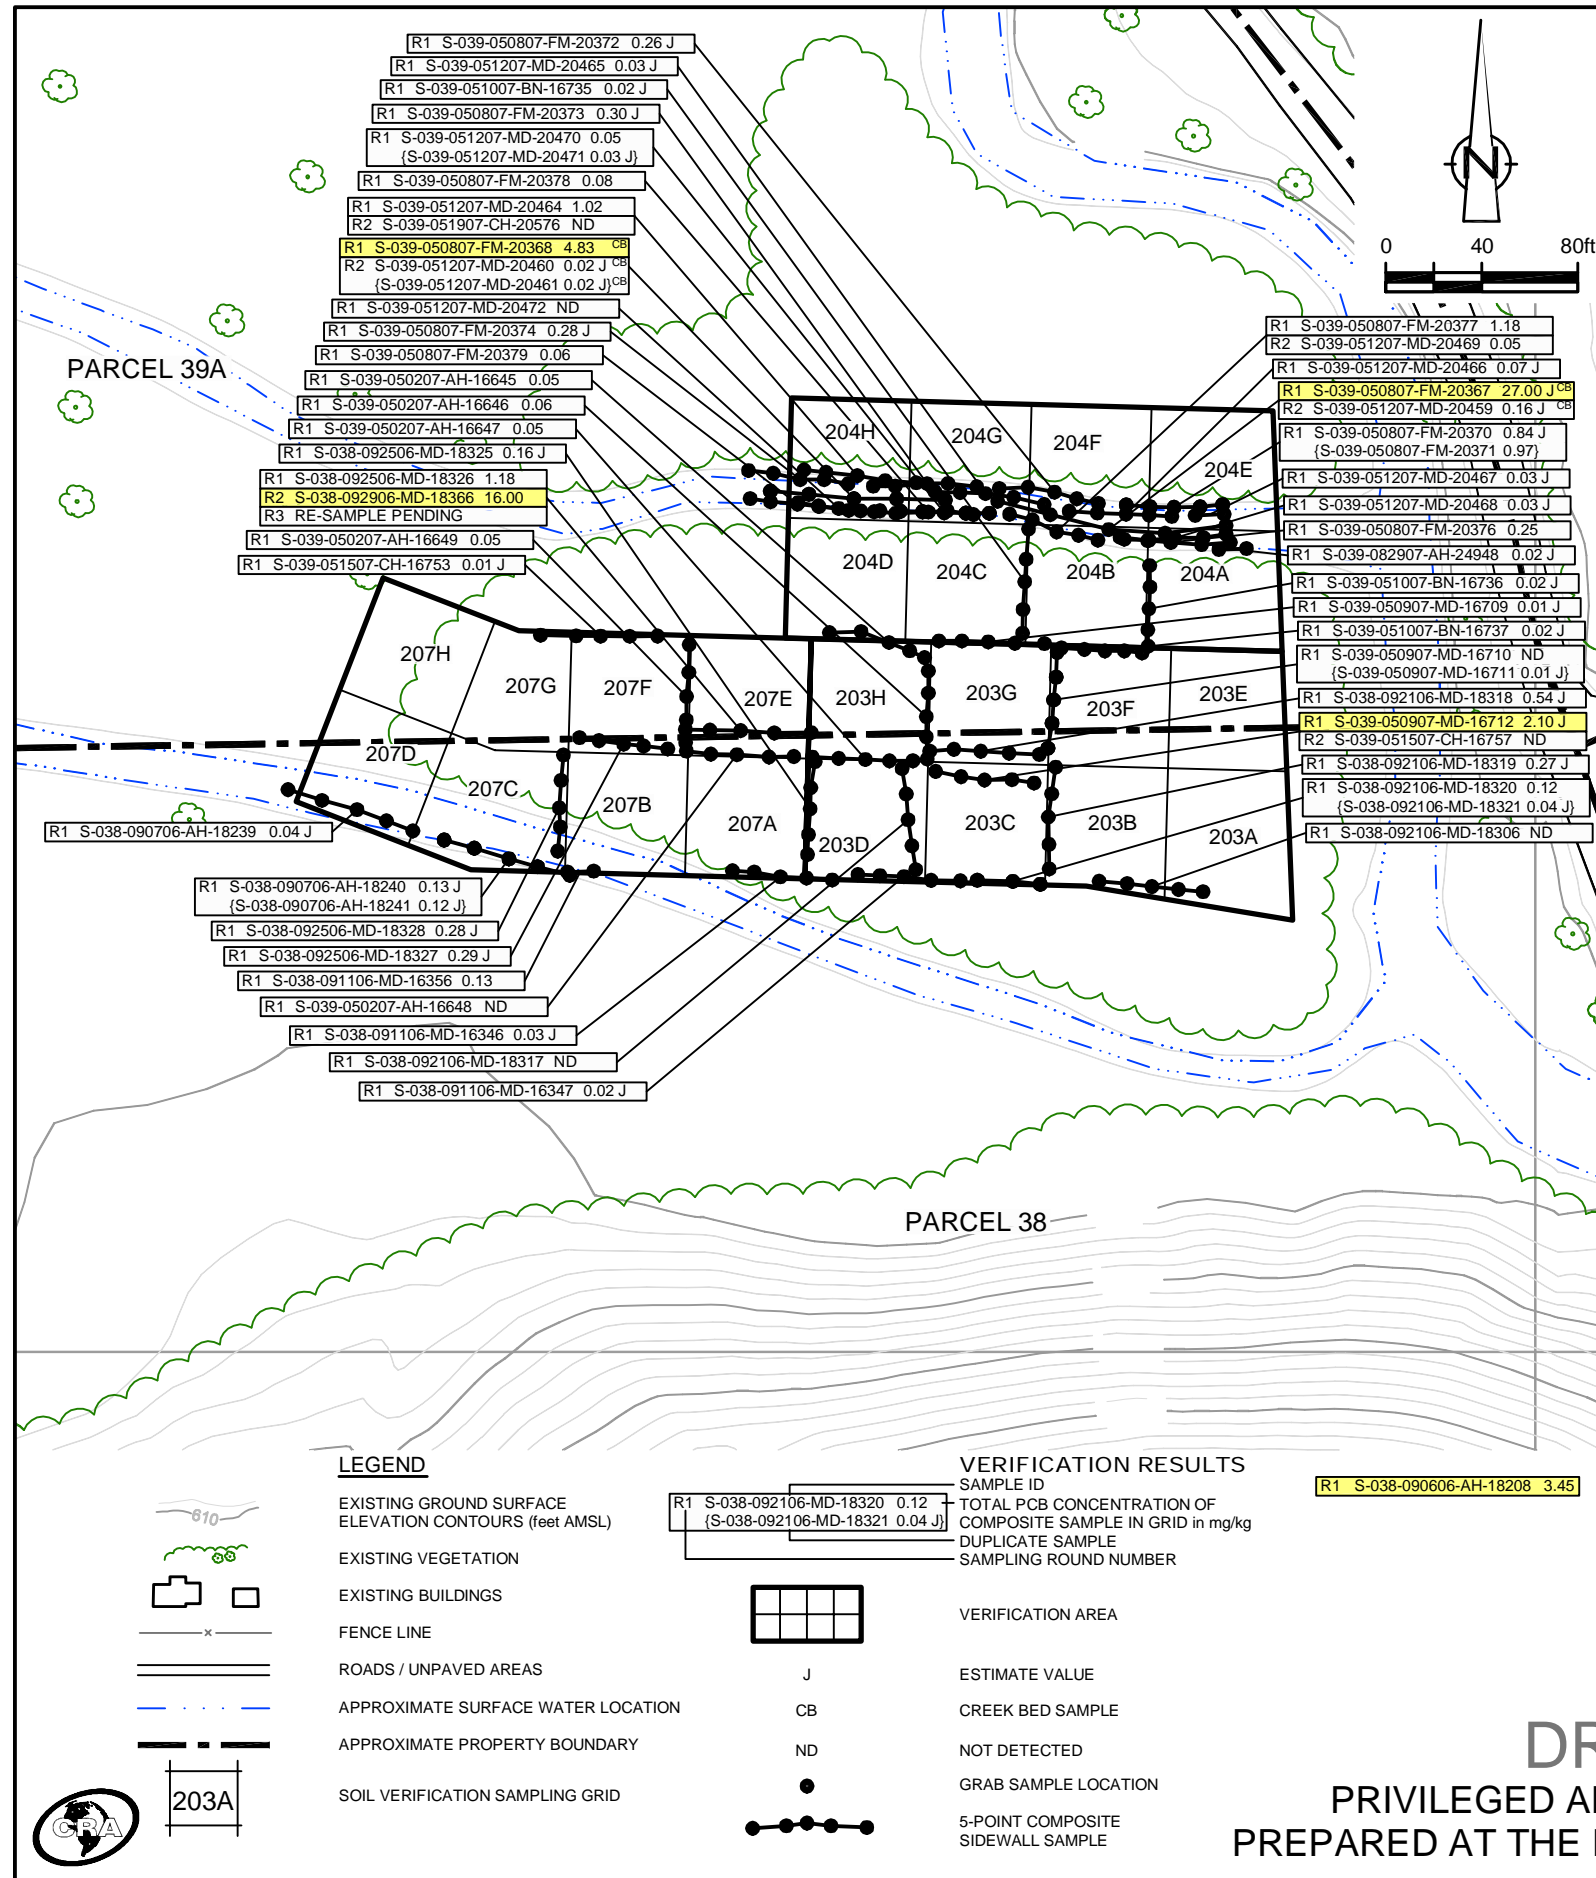 R1 S-039-050807-FM-20372 0.26 J
R1 S-039-051207-MD-20465 0.03 J
R1 S-039-051007-BN-16735 0.02 J
R1 S-039-050807-FM-20373 0.30 J
R1 S-039-051207-MD-20470 0.05
{S-039-051207-MD-20471 0.03 J}
R1 S-039-050807-FM-20378 0.08
R1 S-039-051207-MD-20464 1.02
R2 S-039-051907-CH-20576 ND
R1 S-039-050807-FM-20368 4.83 CB
R2 S-039-051207-MD-20460 0.02 J CB
{S-039-051207-MD-20461 0.02 J} CB
R1 S-039-051207-MD-20472 ND
R1 S-039-050807-FM-20374 0.28 J
R1 S-039-050807-FM-20379 0.06
R1 S-039-050207-AH-16645 0.05
R1 S-039-050207-AH-16646 0.06
R1 S-039-050207-AH-16647 0.05
R1 S-038-092506-MD-18325 0.16 J
R1 S-038-092506-MD-18326 1.18
R2 S-038-092906-MD-18366 16.00
R3 RE-SAMPLE PENDING
R1 S-039-050207-AH-16649 0.05
R1 S-039-051507-CH-16753 0.01 J
PARCEL 39A
N
0 40 80ft
R1 S-039-050807-FM-20377 1.18
R2 S-039-051207-MD-20469 0.05
R1 S-039-051207-MD-20466 0.07 J
R1 S-039-050807-FM-20367 27.00 J CB
R2 S-039-051207-MD-20459 0.16 J CB
R1 S-039-050807-FM-20370 0.84 J
{S-039-050807-FM-20371 0.97}
R1 S-039-051207-MD-20467 0.03 J
R1 S-039-051207-MD-20468 0.03 J
R1 S-039-050807-FM-20376 0.25
R1 S-039-082907-AH-24948 0.02 J
R1 S-039-051007-BN-16736 0.02 J
R1 S-039-050907-MD-16709 0.01 J
R1 S-039-051007-BN-16737 0.02 J
R1 S-039-050907-MD-16710 ND
{S-039-050907-MD-16711 0.01 J}
R1 S-038-092106-MD-18318 0.54 J
R1 S-039-050907-MD-16712 2.10 J
R2 S-039-051507-CH-16757 ND
R1 S-038-092106-MD-18319 0.27 J
R1 S-038-092106-MD-18320 0.12
{S-038-092106-MD-18321 0.04 J}
R1 S-038-092106-MD-18306 ND
204H 204G 204F 204E
204D 204C 204B 204A
207H 207G 207F 207E 203H 203G 203F 203E
207D 207C 207B 207A 203D 203C 203B 203A
R1 S-038-090706-AH-18239 0.04 J
R1 S-038-090706-AH-18240 0.13 J
{S-038-090706-AH-18241 0.12 J}
R1 S-038-092506-MD-18328 0.28 J
R1 S-038-092506-MD-18327 0.29 J
R1 S-038-091106-MD-16356 0.13
R1 S-039-050207-AH-16648 ND
R1 S-038-091106-MD-16346 0.03 J
R1 S-038-092106-MD-18317 ND
R1 S-038-091106-MD-16347 0.02 J
PARCEL 38
LEGEND
610
EXISTING GROUND SURFACE
ELEVATION CONTOURS (feet AMSL)
EXISTING VEGETATION
EXISTING BUILDINGS
x
FENCE LINE
ROADS / UNPAVED AREAS
APPROXIMATE SURFACE WATER LOCATION
APPROXIMATE PROPERTY BOUNDARY
203A
SOIL VERIFICATION SAMPLING GRID
CRA
VERIFICATION RESULTS
R1 S-038-092106-MD-18320 0.12
{S-038-092106-MD-18321 0.04 J}
SAMPLE ID
TOTAL PCB CONCENTRATION OF
COMPOSITE SAMPLE IN GRID in mg/kg
DUPLICATE SAMPLE
SAMPLING ROUND NUMBER
VERIFICATION AREA
J ESTIMATE VALUE
CB CREEK BED SAMPLE
ND NOT DETECTED
GRAB SAMPLE LOCATION
5-POINT COMPOSITE
SIDEWALL SAMPLE
R1 S-038-090606-AH-18208 3.45
DR
PRIVILEGED A
PREPARED AT THE